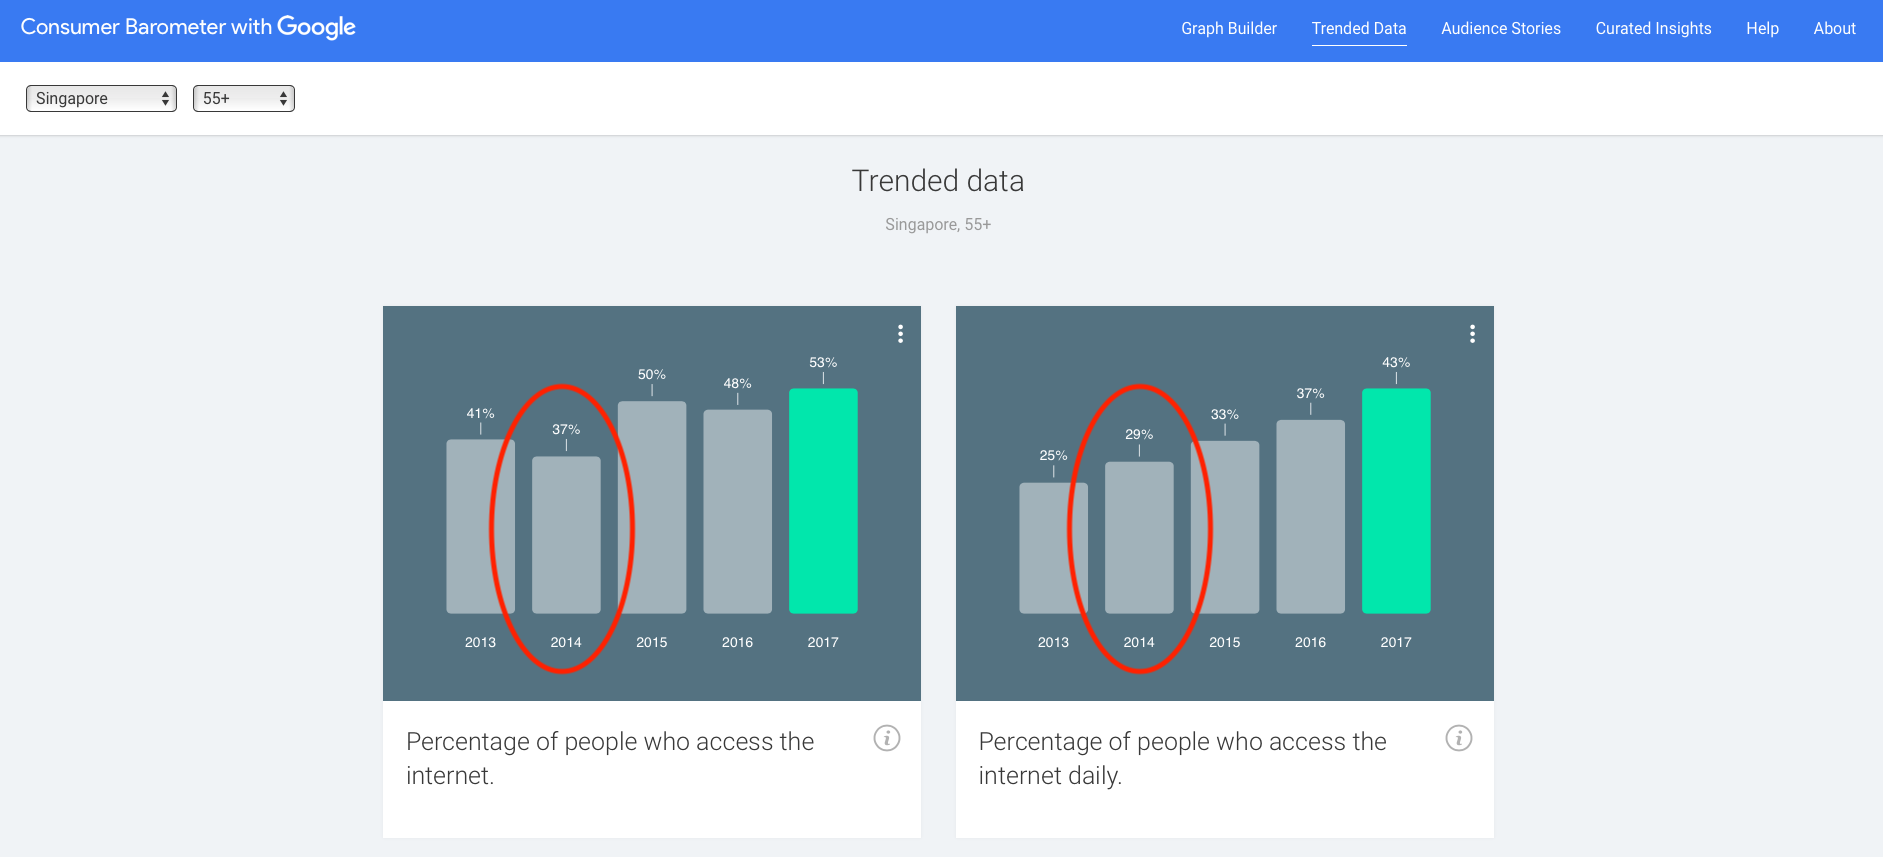 Consumer Barometer with Google
Graph Builder
Trended Data
Audience Stories
Curated Insights
Help
About
Singapore
55+
Trended data
Singapore, 55+
41%
37%
50%
48%
53%
2013
2014
2015
2016
2017
Percentage of people who access the
internet.
i
25%
29%
33%
37%
43%
2013
2014
2015
2016
2017
Percentage of people who access the
internet daily.
i